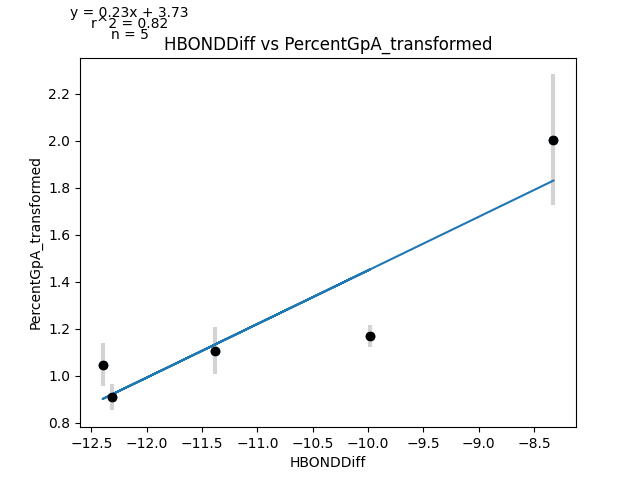 y = 0.23x + 3.73
r^2 = 0.82
n = 5
HBONDDiff vs PercentGpA_transformed
PercentGpA_transformed
2.2
2.0
1.8
1.6
1.4
1.2
1.0
0.8
−12.5 −12.0 −11.5 −11.0 −10.5 −10.0 −9.5 −9.0 −8.5
HBONDDiff